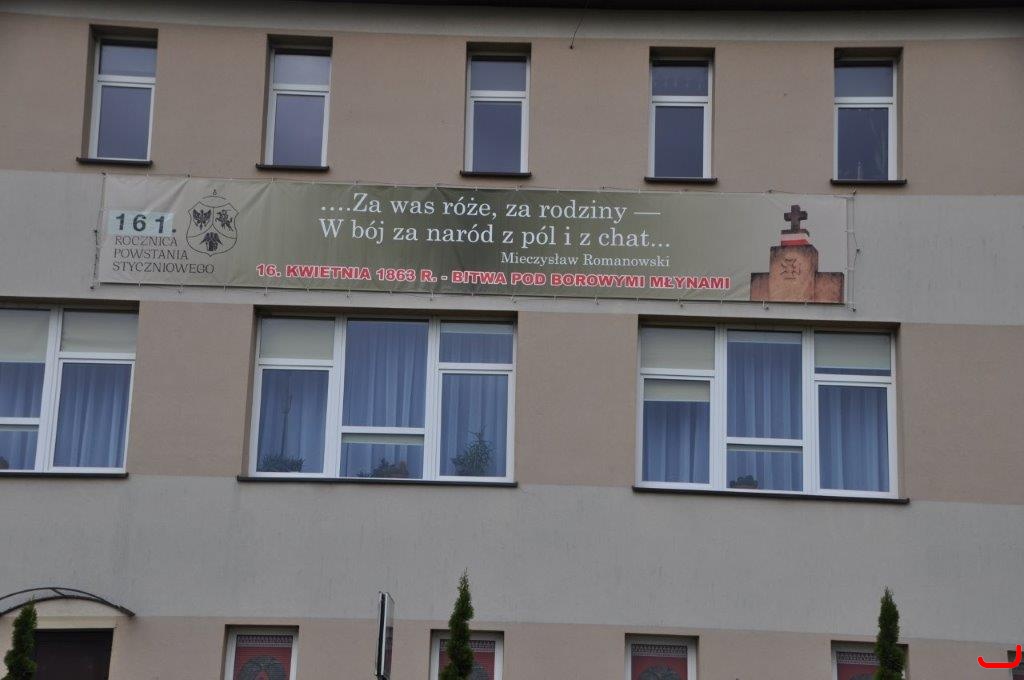 161.
ROCZNICA
POWSTANIA
STYCZNIOWEGO
....Za was róże, za rodziny —
W bój za naród z pól i z chat...
Mieczysław Romanowski
16. KWIETNIA 1863 R. - BITWA POD BOROWYMI MŁYNAMI